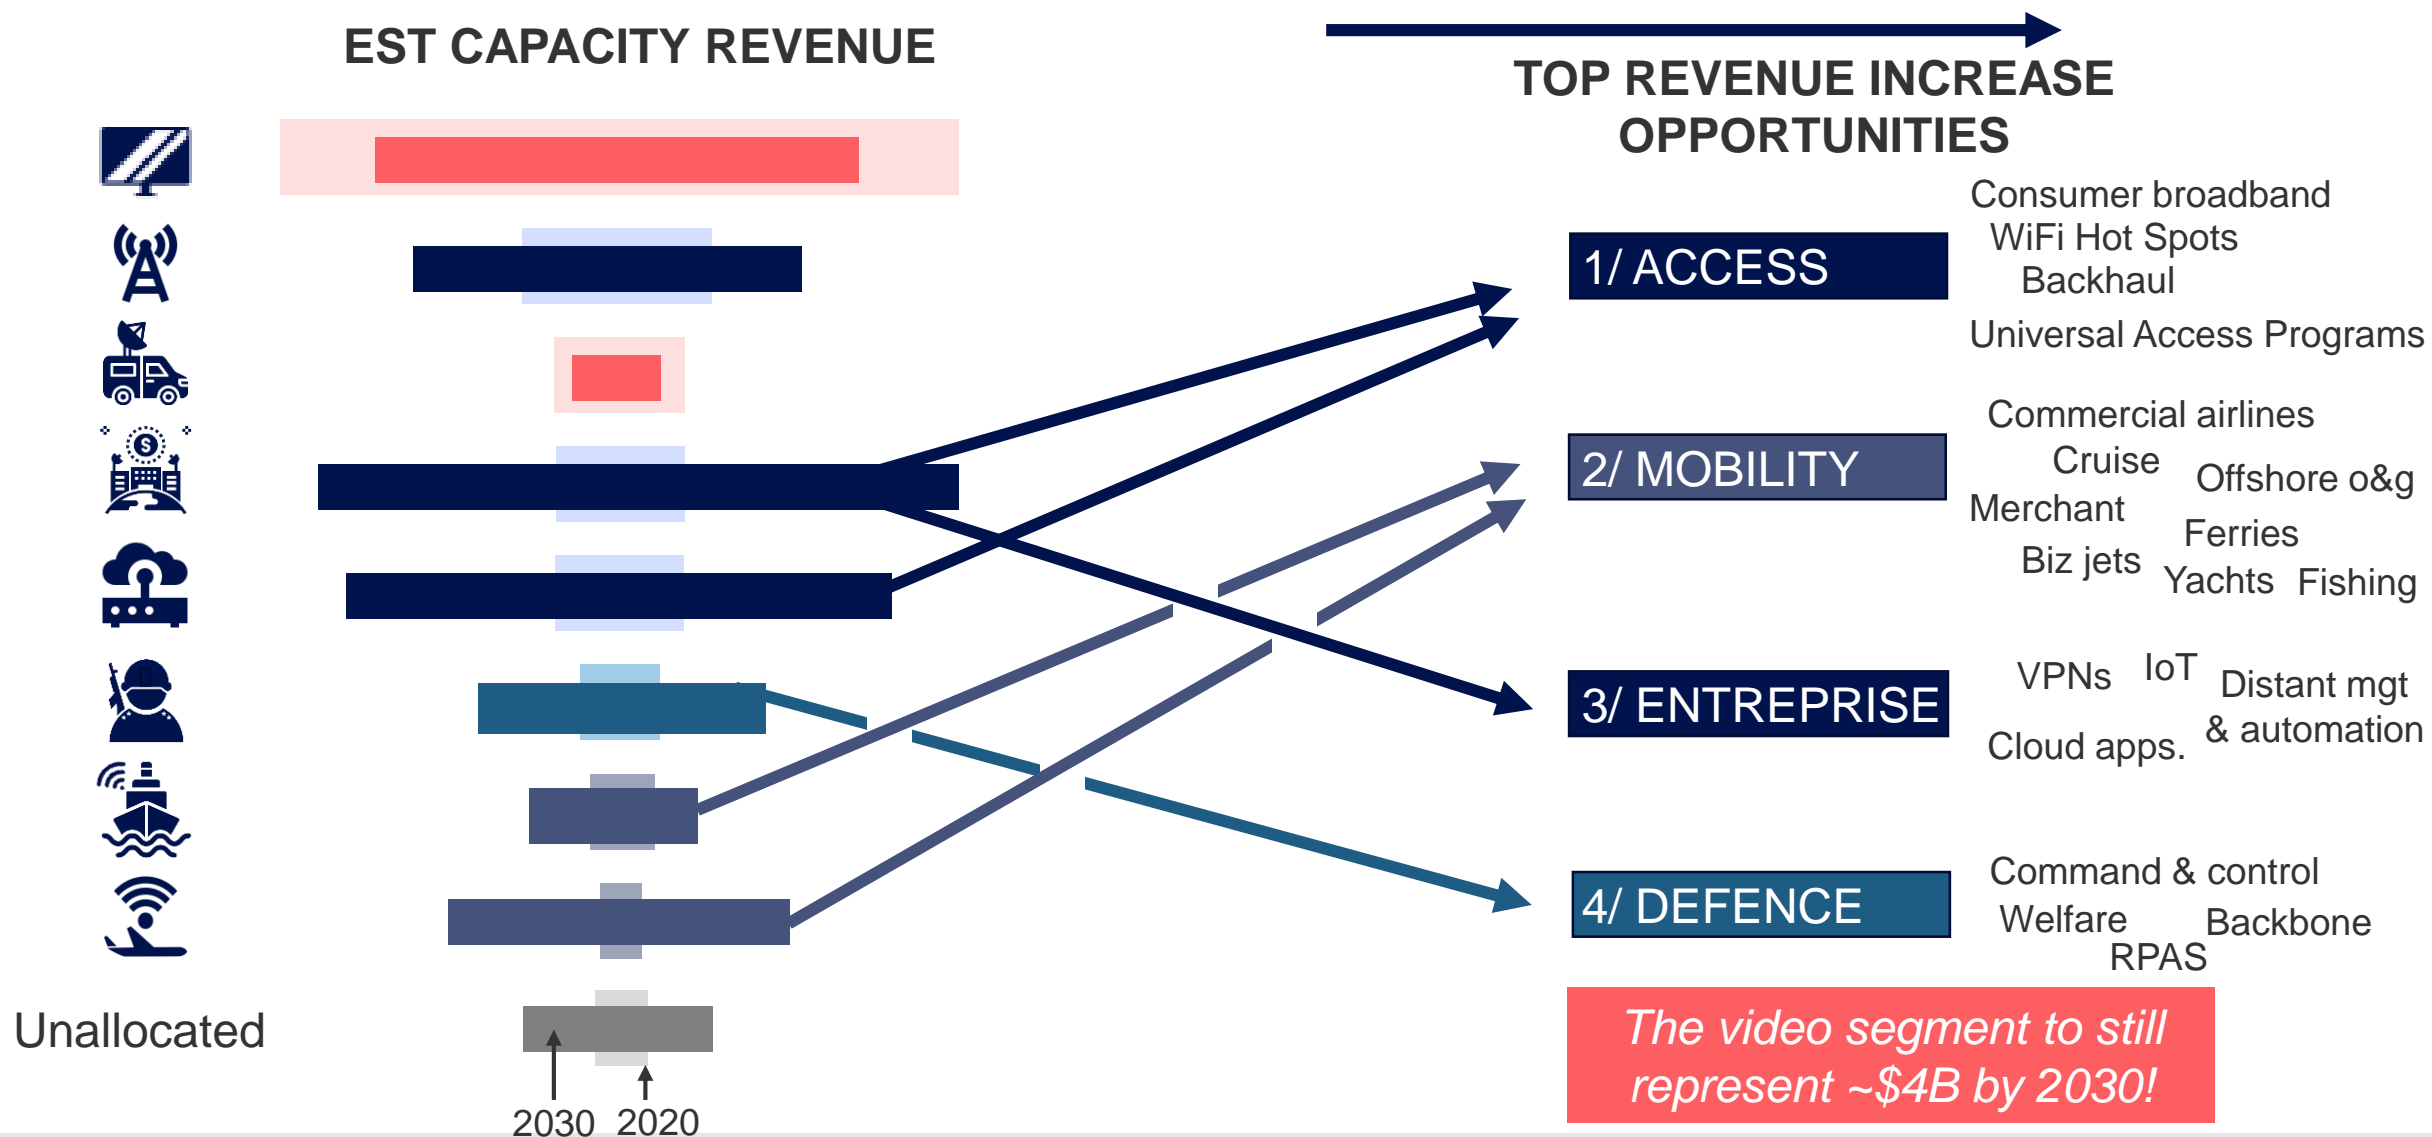 EST CAPACITY REVENUE
TOP REVENUE INCREASE
OPPORTUNITIES
1/ ACCESS
Consumer broadband
WiFi Hot Spots
Backhaul
Universal Access Programs
2/ MOBILITY
Commercial airlines
Cruise
Offshore o&g
Merchant
Ferries
Biz jets
Yachts
Fishing
3/ ENTREPRISE
VPNs
IoT
Distant mgt
& automation
Cloud apps.
4/ DEFENCE
Command & control
Welfare
Backbone
RPAS
Unallocated
2030
2020
The video segment to still
represent ~$4B by 2030!
$